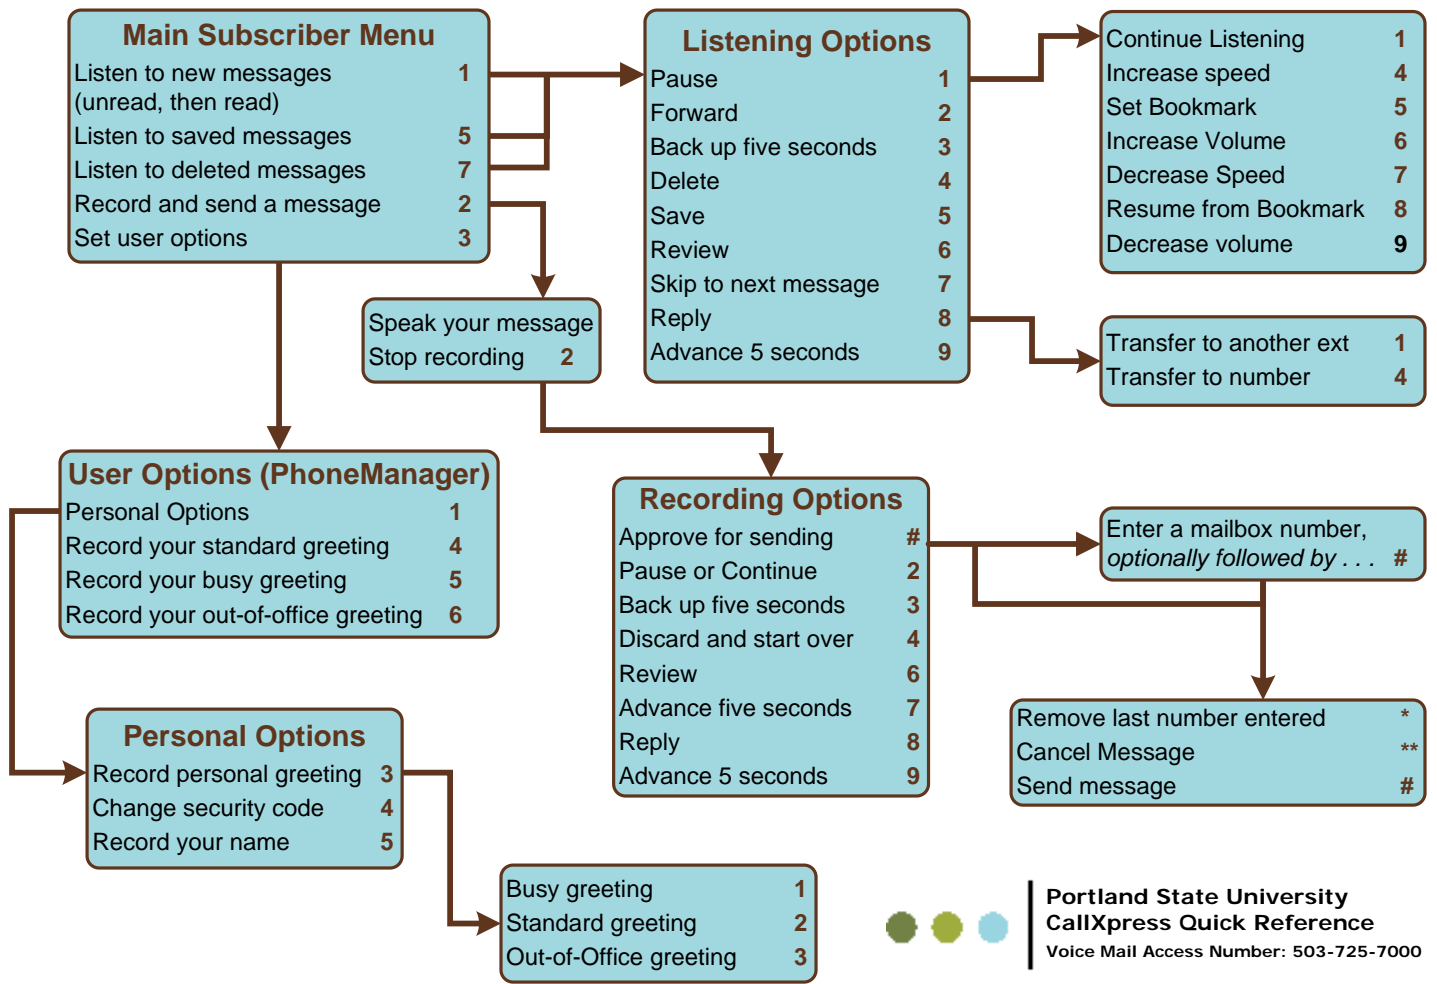 Main Subscriber Menu
Listen to new messages 1
(unread, then read)
Listen to saved messages 5
Listen to deleted messages 7
Record and send a message 2
Set user options 3
Listening Options
Pause 1
Forward 2
Back up five seconds 3
Delete 4
Save 5
Review 6
Skip to next message 7
Reply 8
Advance 5 seconds 9
Continue Listening 1
Increase speed 4
Set Bookmark 5
Increase Volume 6
Decrease Speed 7
Resume from Bookmark 8
Decrease volume 9
Transfer to another ext 1
Transfer to number 4
Speak your message
Stop recording 2
User Options (PhoneManager)
Personal Options 1
Record your standard greeting 4
Record your busy greeting 5
Record your out-of-office greeting 6
Recording Options
Approve for sending #
Pause or Continue 2
Back up five seconds 3
Discard and start over 4
Review 6
Advance five seconds 7
Reply 8
Advance 5 seconds 9
Enter a mailbox number,
optionally followed by . . . #
Remove last number entered *
Cancel Message **
Send message #
Personal Options
Record personal greeting 3
Change security code 4
Record your name 5
Busy greeting 1
Standard greeting 2
Out-of-Office greeting 3
Portland State University
CallXpress Quick Reference
Voice Mail Access Number: 503-725-7000